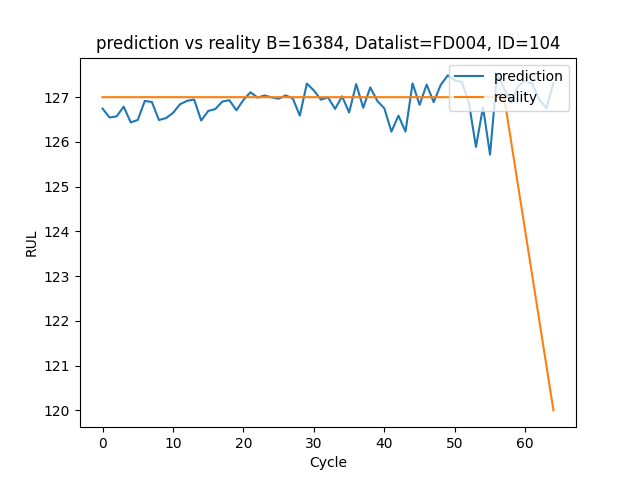 prediction vs reality B=16384, Datalist=FD004, ID=104
prediction
reality
127
126
125
124
123
122
121
120
RUL
0 10 20 30 40 50 60
Cycle